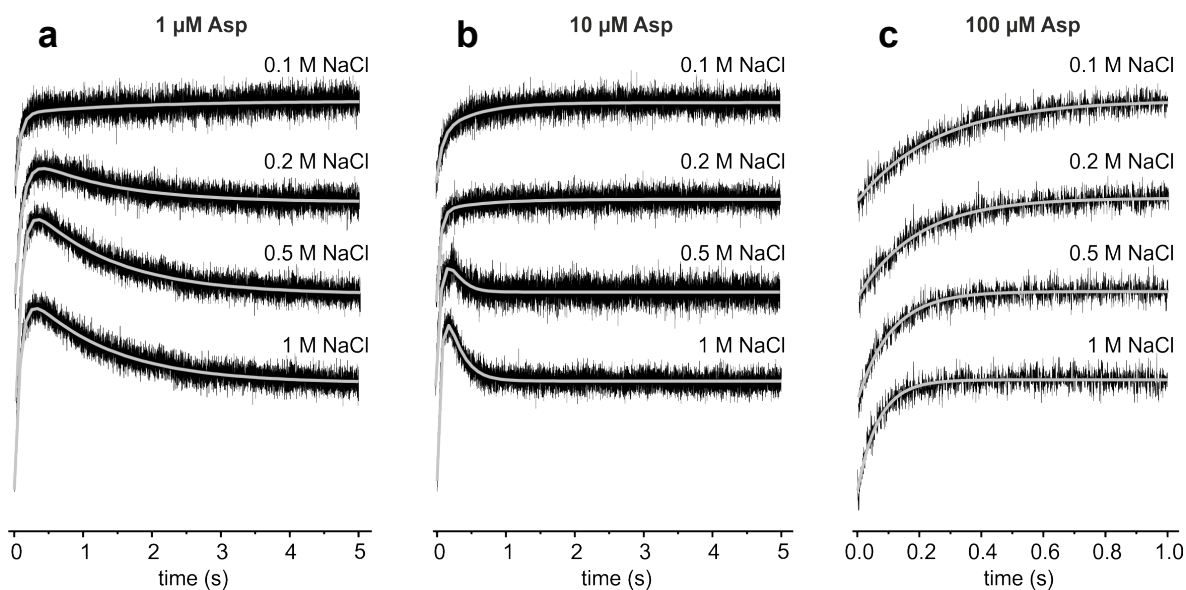 a
1 µM Asp
0.1 M NaCl
0.2 M NaCl
0.5 M NaCl
1 M NaCl
0 1 2 3 4 5
time (s)
b
10 µM Asp
0.1 M NaCl
0.2 M NaCl
0.5 M NaCl
1 M NaCl
0 1 2 3 4 5
time (s)
c
100 µM Asp
0.1 M NaCl
0.2 M NaCl
0.5 M NaCl
1 M NaCl
0.0 0.2 0.4 0.6 0.8 1.0
time (s)